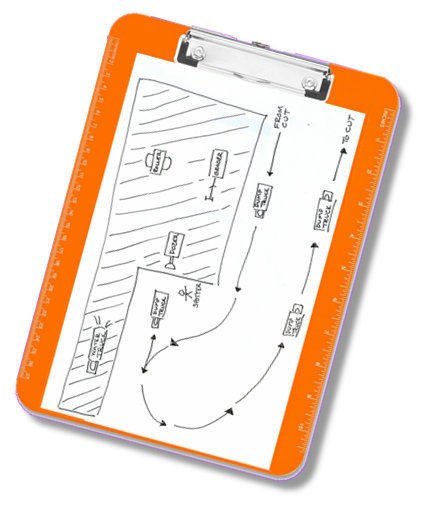 FROM
CUT
TO CUT
ROLLER
GRADER
DUMP
TRUCK
DUMP
TRUCK
DOZER
SPOTTER
DUMP
TRUCK
WATER
TRUCK
DUMP
TRUCK